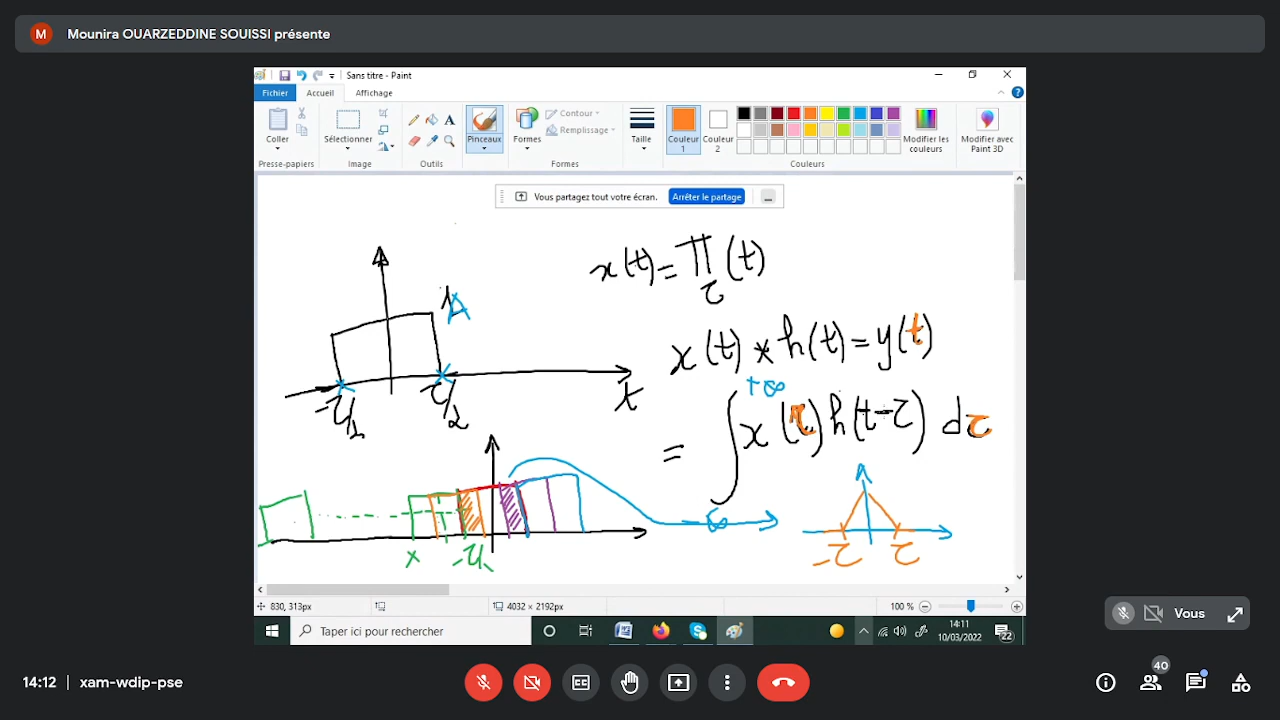 M Mounira OUARZEDDINE SOUISSI présente
Sans titre - Paint
Fichier Accueil Affichage
Coller
Presse-papiers
Sélectionner
Image
Outils
Pinceaux
Formes
Contour
Remplissage
Formes
Taille
Couleur 1
Couleur 2
Couleurs
Modifier les couleurs
Modifier avec Paint 3D
Vous partagez tout votre écran. Arrêter le partage
x(t) = Π_τ (t)
A
x(t) * h(t) = y(t)
-τ/2 τ/2 t
+∞
= ∫ x(τ) h(t-τ) dτ
-∞
x
-τ τ
830, 313px 4032 × 2192px 100 %
Taper ici pour rechercher
14:11
10/03/2022
22
Vous
40
14:12 | xam-wdip-pse